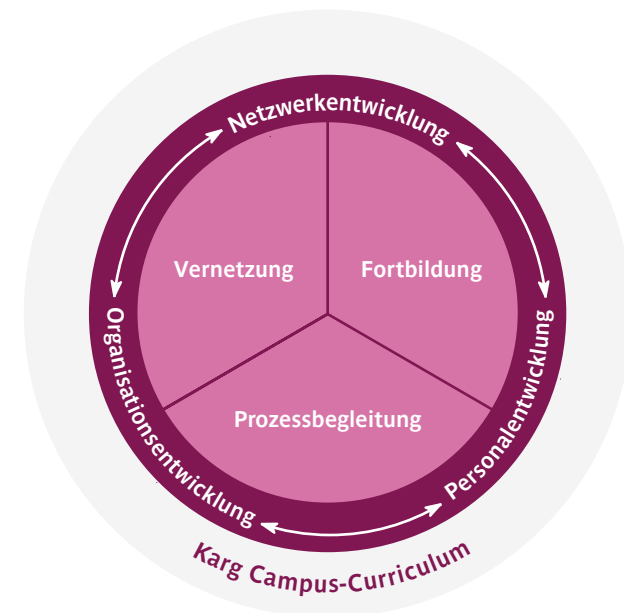 Netzwerkentwicklung
Vernetzung
Fortbildung
Organisationsentwicklung
Personalentwicklung
Prozessbegleitung
Karg Campus-Curriculum